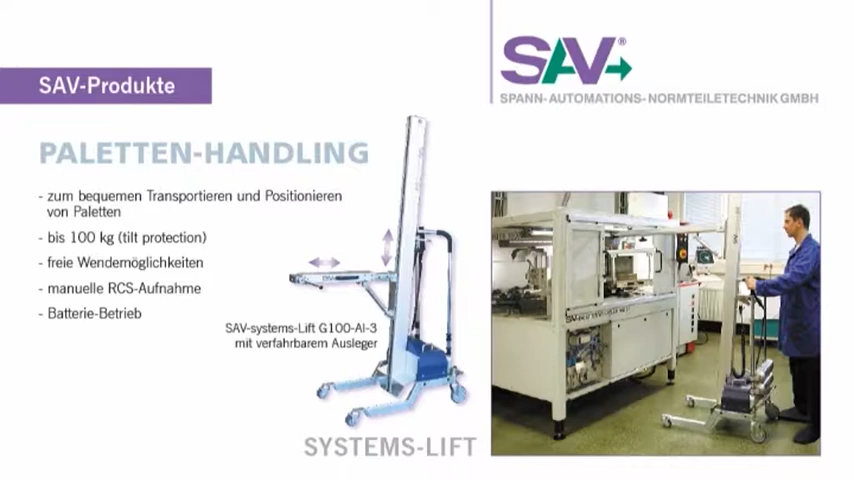 SAV®
SPANN-AUTOMATIONS-NORMTEILETECHNIK GMBH
SAV-Produkte
PALETTEN-HANDLING
- zum bequemen Transportieren und Positionieren
von Paletten
- bis 100 kg (tilt protection)
- freie Wendemöglichkeiten
- manuelle RCS-Aufnahme
- Batterie-Betrieb
SAV-systems-Lift G100-Al-3
mit verfahrbarem Ausleger
SYSTEMS-LIFT